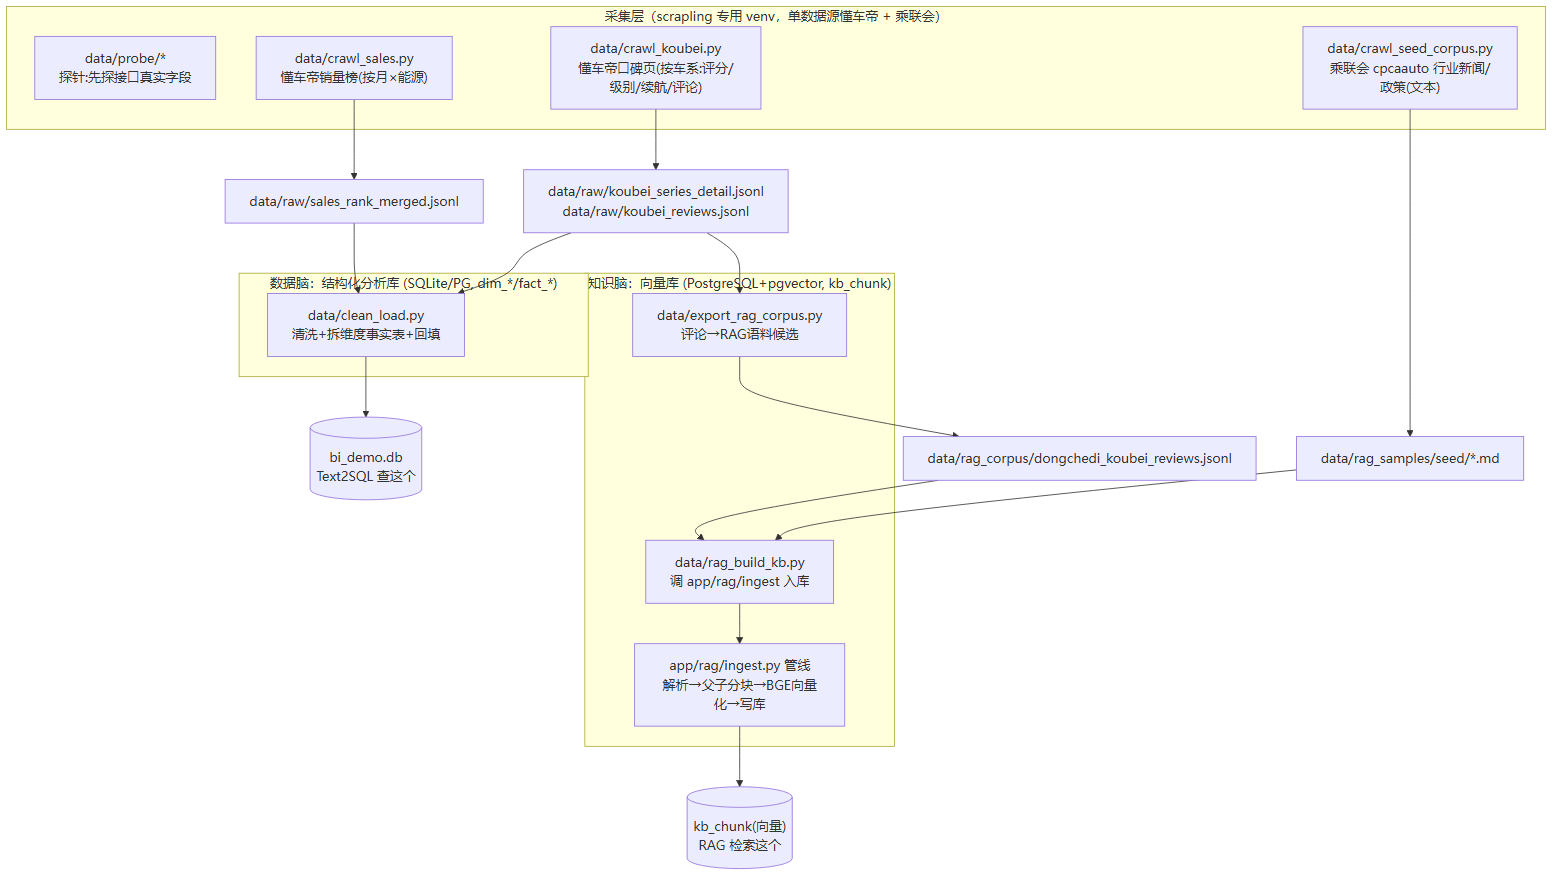 采集层（scrapling 专用 venv，单数据源懂车帝 + 乘联会）
data/probe/*
探针:先探接口真实字段
data/crawl_sales.py
懂车帝销量榜(按月×能源)
data/crawl_koubei.py
懂车帝口碑页(按车系:评分/
级别/续航/评论)
data/crawl_seed_corpus.py
乘联会 cpcaauto 行业新闻/
政策(文本)
data/raw/sales_rank_merged.jsonl
data/raw/koubei_series_detail.jsonl
data/raw/koubei_reviews.jsonl
数据脑：结构化分析库 (SQLite/PG, dim_*/fact_*)
data/clean_load.py
清洗+拆维度事实表+回填
知识脑：向量库 (PostgreSQL+pgvector, kb_chunk)
data/export_rag_corpus.py
评论→RAG语料候选
bi_demo.db
Text2SQL 查这个
data/rag_corpus/dongchedi_koubei_reviews.jsonl
data/rag_samples/seed/*.md
data/rag_build_kb.py
调 app/rag/ingest 入库
app/rag/ingest.py 管线
解析→父子分块→BGE向量
化→写库
kb_chunk(向量)
RAG 检索这个